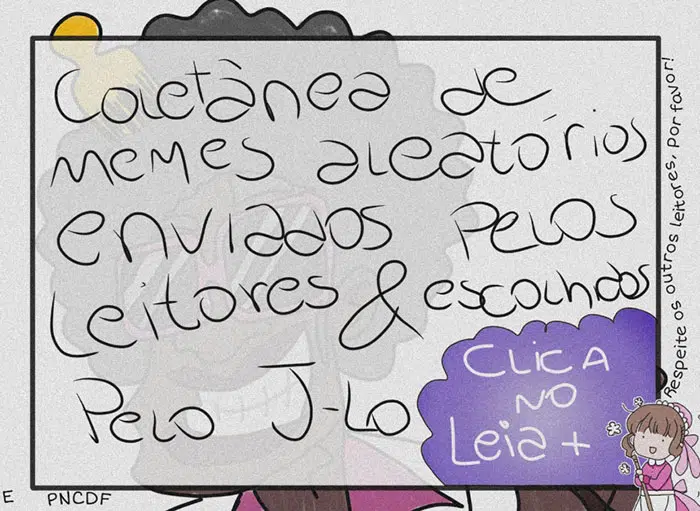 Coletânea de
memes aleatórios
enviados pelos
Leitores & escolhidos
Pelo J-Lo
CLICA
NO
Leia +
Respeite os outros leitores, por favor!
E PNCDF